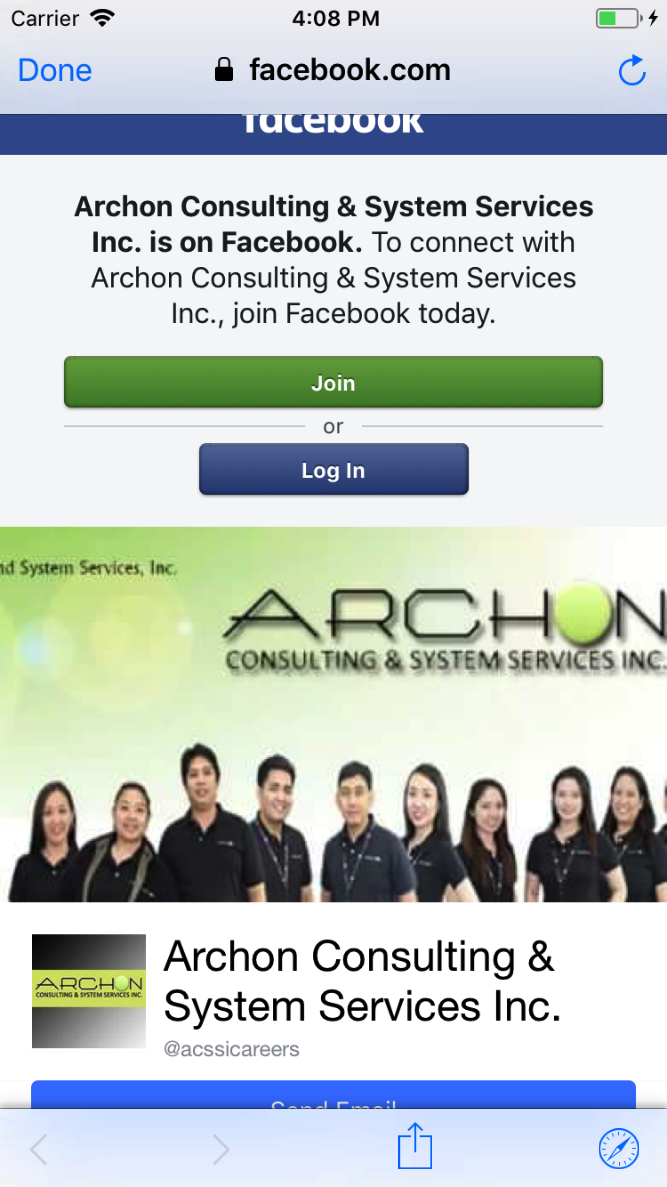 Carrier 4:08 PM
Done facebook.com
facebook
Archon Consulting & System Services
Inc. is on Facebook. To connect with
Archon Consulting & System Services
Inc., join Facebook today.
Join
or
Log In
nd System Services, Inc.
ARCHON
CONSULTING & SYSTEM SERVICES INC.
ARCHON
CONSULTING & SYSTEM SERVICES INC.
Archon Consulting &
System Services Inc.
@acssicareers
Send Email